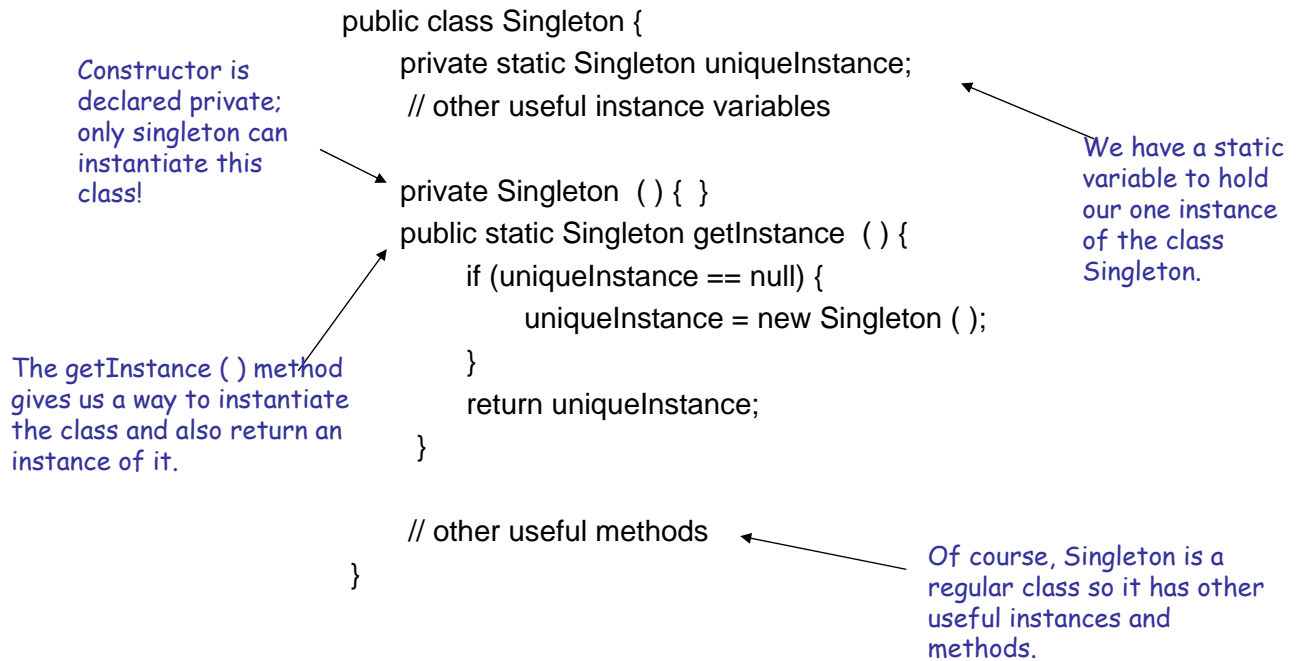 public class Singleton {
private static Singleton uniqueInstance;
// other useful instance variables
Constructor is
declared private;
only singleton can
instantiate this
class!
We have a static
variable to hold
our one instance
of the class
Singleton.
private Singleton ( ) { }
public static Singleton getInstance ( ) {
if (uniqueInstance == null) {
uniqueInstance = new Singleton ( );
}
return uniqueInstance;
}
The getInstance ( ) method
gives us a way to instantiate
the class and also return an
instance of it.
// other useful methods
}
Of course, Singleton is a
regular class so it has other
useful instances and
methods.